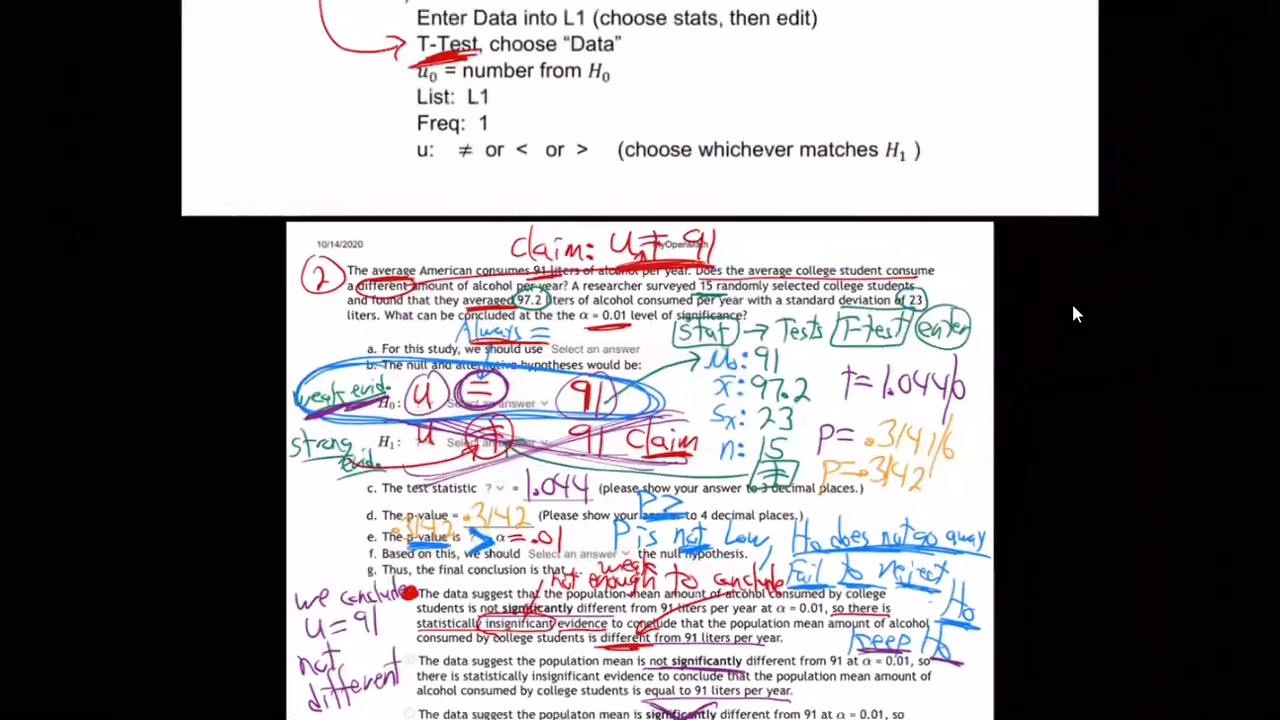 Enter Data into L1 (choose stats, then edit)
T-Test, choose “Data”
u₀ = number from H₀
List: L1
Freq: 1
u: ≠ or < or > (choose whichever matches H₁ )
10/14/2020
claim: u ≠ 91
MyOpenMath
② The average American consumes 91 liters of alcohol per year. Does the average college student consume
a different amount of alcohol per year? A researcher surveyed 15 randomly selected college students
and found that they averaged 97.2 liters of alcohol consumed per year with a standard deviation of 23
liters. What can be concluded at the the α = 0.01 level of significance?
Always =
Stat → Tests T-test enter
a. For this study, we should use Select an answer
b. The null and alternative hypotheses would be:
μ₀: 91
x̄: 97.2
t = 1.0440
weak evid.
H₀: u = 91
Select an answer
Sx: 23
strong evid.
H₁: u ≠ 91 claim
Select an answer
n: 15
≠
p = .31416
p = .3142
c. The test statistic ? = 1.044 (please show your answer to 3 decimal places.)
d. The p-value = .3142 (Please show your answer to 4 decimal places.)
.3142
e. The p-value is > α = .01
P >
P is not low, H₀ does not go away
f. Based on this, we should Select an answer the null hypothesis.
Fail to reject H₀
g. Thus, the final conclusion is that ...
weak
not enough to conclude
The data suggest that the population mean amount of alcohol consumed by college
students is not significantly different from 91 liters per year at α = 0.01, so there is
statistically insignificant evidence to conclude that the population mean amount of alcohol
consumed by college students is different from 91 liters per year.
Keep H₀
we conclude
u = 91
not
different
The data suggest the population mean is not significantly different from 91 at α = 0.01, so
there is statistically insignificant evidence to conclude that the population mean amount of
alcohol consumed by college students is equal to 91 liters per year.
The data suggest the populaton mean is significantly different from 91 at α = 0.01, so